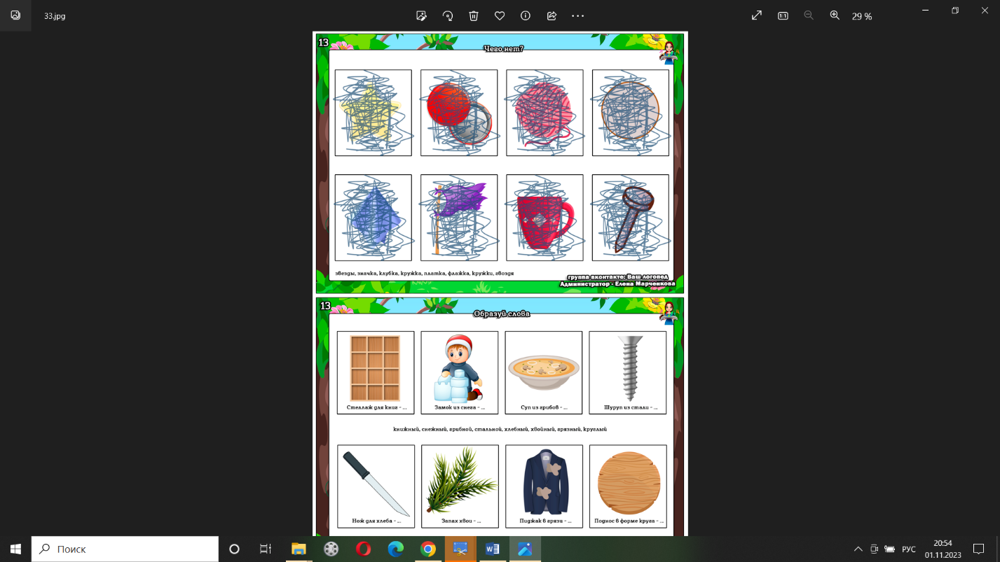 33.jpg
29 %
13
Чего нет?
звезды, значка, клубка, кружка, платка, флажка, кружки, гвоздя
группа вконтакте: Ваш логопед
Администратор - Елена Марченкова
13
Образуй слова
Стеллаж для книг - ...
Замок из снега - ...
Суп из грибов - ...
Шуруп из стали - ...
книжный, снежный, грибной, стальной, хлебный, хвойный, грязный, круглый
Нож для хлеба - ...
Запах хвои - ...
Пиджак в грязи - ...
Поднос в форме круга - ...
Поиск
РУС
20:54
01.11.2023